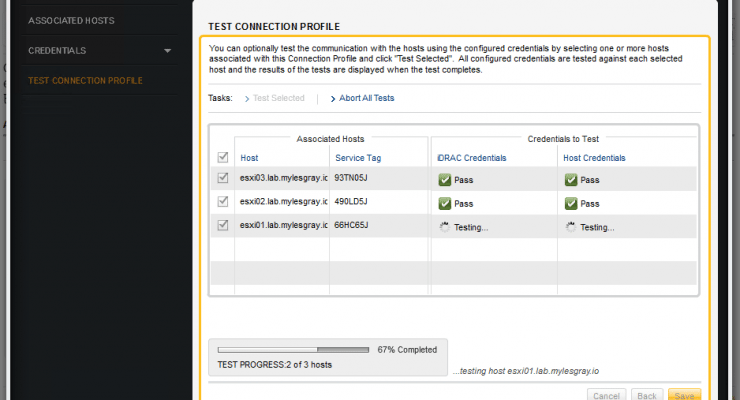 ASSOCIATED HOSTS
CREDENTIALS
TEST CONNECTION PROFILE
TEST CONNECTION PROFILE
You can optionally test the communication with the hosts using the configured credentials by selecting one or more hosts
associated with this Connection Profile and click "Test Selected". All configured credentials are tested against each selected
host and the results of the tests are displayed when the test completes.
Tasks: Test Selected Abort All Tests
Associated Hosts Credentials to Test
Host Service Tag iDRAC Credentials Host Credentials
esxi03.lab.mylesgray.io 93TN05J Pass Pass
esxi02.lab.mylesgray.io 490LD5J Pass Pass
esxi01.lab.mylesgray.io 66HC65J Testing... Testing...
67% Completed
TEST PROGRESS:2 of 3 hosts
...testing host esxi01.lab.mylesgray.io
Cancel Back Save